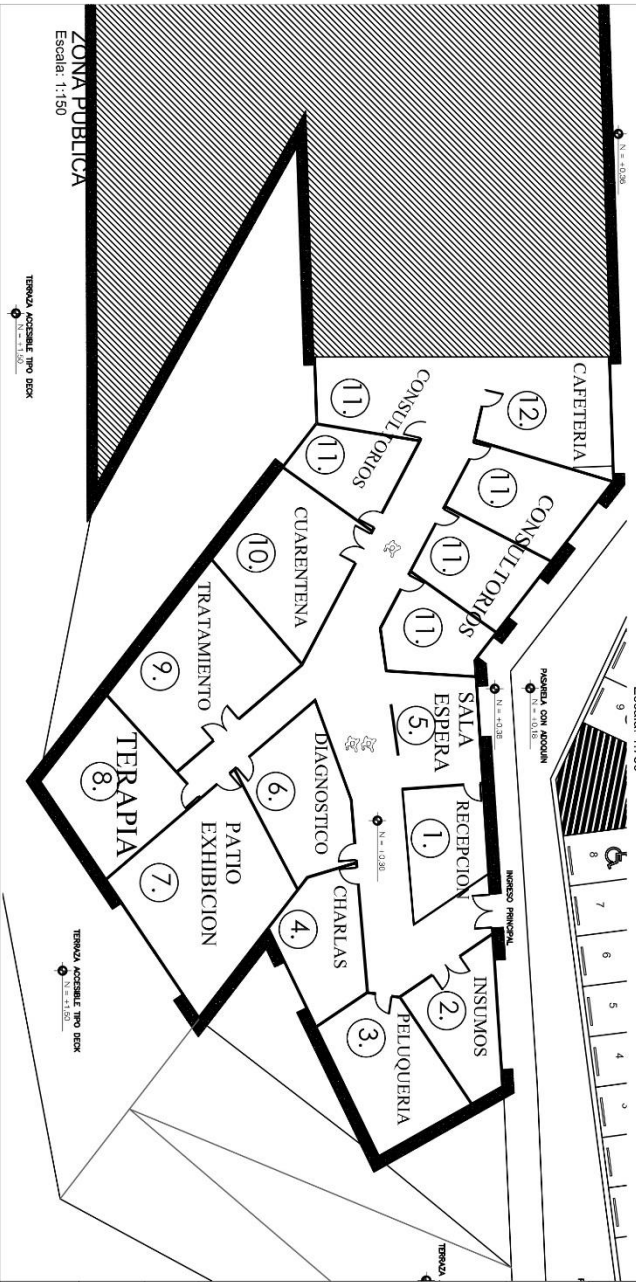 ZONA PUBLICA
Escala: 1:150
N = +0,36
TERRAZA ACCESIBLE TIPO DECK
N = +1,50
CAFETERIA
12.
CONSULTORIOS
11.
11.
11.
CONSULTORIOS
11.
11.
CUARENTENA
10.
TRATAMIENTO
9.
TERAPIA
8.
PATIO
EXHIBICION
7.
DIAGNOSTICO
6.
SALA
ESPERA
5.
RECEPCION
1.
CHARLAS
4.
PELUQUERIA
3.
INSUMOS
2.
INGRESO PRINCIPAL
PASARELA CON ADOQUIN
N = +0,18
N = +0,36
TERRAZA ACCESIBLE TIPO DECK
N = +1,50
TERRAZA
9
8
7
6
5
4
3